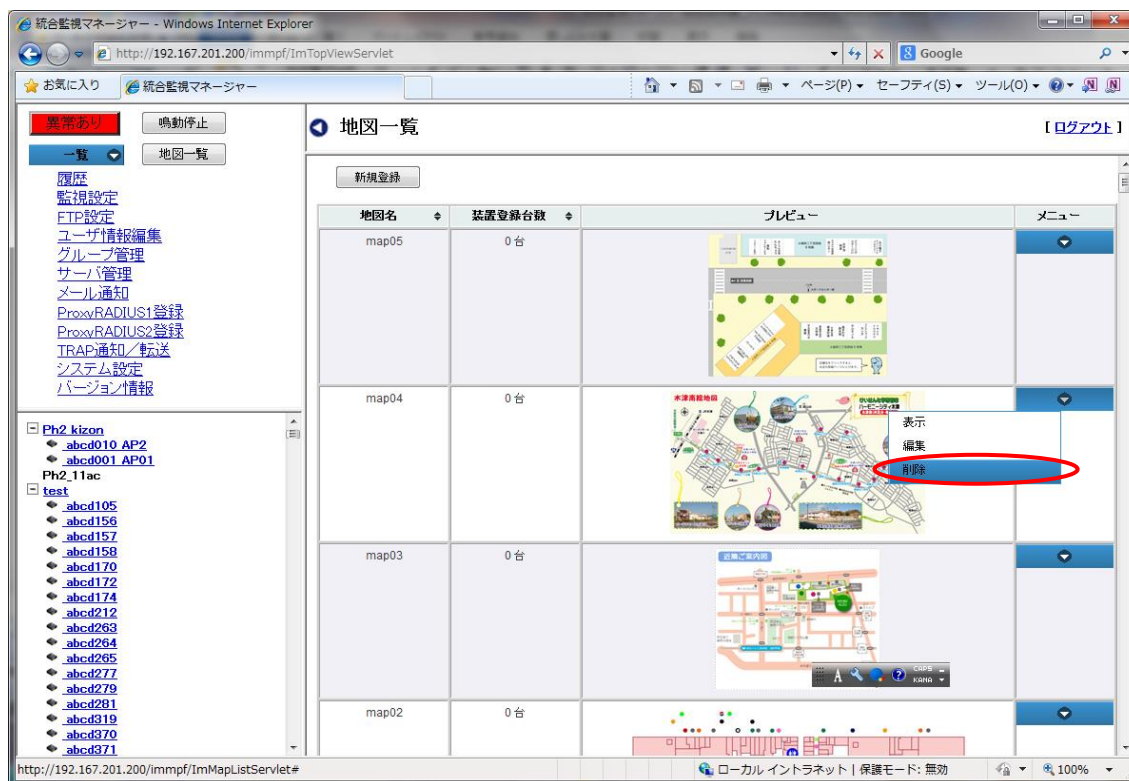 統合監視マネージャー - Windows Internet Explorer
http://192.167.201.200/immpf/ImTopViewServlet
Google
お気に入り
統合監視マネージャー
ページ(P)
セーフティ(S)
ツール(O)
異常あり
鳴動停止
一覧
地図一覧
履歴
監視設定
FTP設定
ユーザ情報編集
グループ管理
サーバ管理
メール通知
ProxyRADIUS1登録
ProxyRADIUS2登録
TRAP通知/転送
システム設定
バージョン情報
Ph2 kizon
abcd010 AP2
abcd001 AP01
Ph2_11ac
test
abcd105
abcd156
abcd157
abcd158
abcd170
abcd172
abcd174
abcd212
abcd263
abcd264
abcd265
abcd277
abcd279
abcd281
abcd319
abcd370
abcd371
地図一覧
[ ログアウト ]
新規登録
地図名 装置登録台数 プレビュー メニュー
map05 0 台
map04 0 台
木津南館地図
表示
編集
削除
map03 0 台
近隣ご案内図
A CAPS
KANA
map02 0 台
http://192.167.201.200/immpf/ImMapListServlet#
ローカル イントラネット | 保護モード: 無効
100%